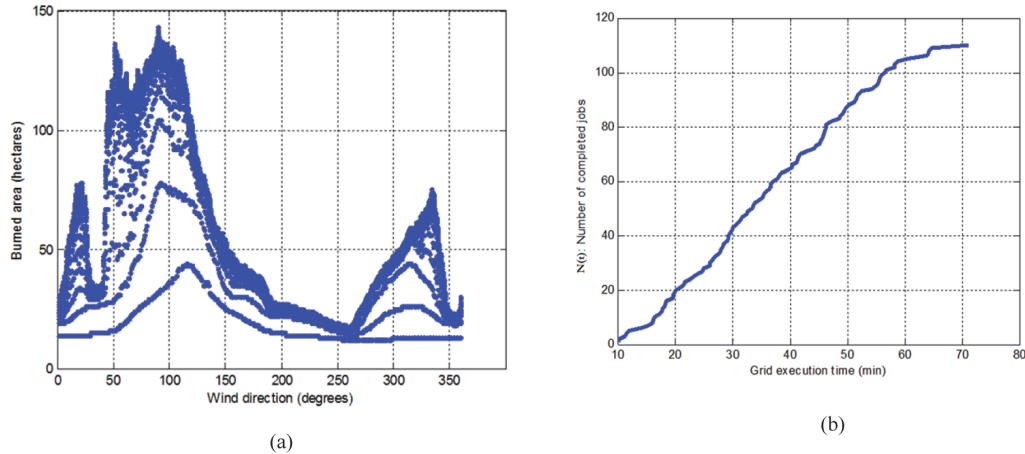 150
100
50
0
Burned area (hectares)
0 50 100 150 200 250 300 350
Wind direction (degrees)
(a)
120
100
80
60
40
20
0
N(t): Number of completed jobs
10 20 30 40 50 60 70 80
Grid execution time (min)
(b)